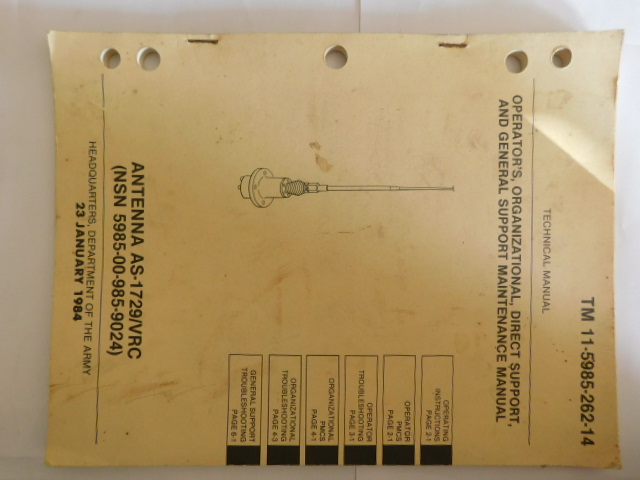 TM 11-5985-262-14
TECHNICAL MANUAL
OPERATOR'S, ORGANIZATIONAL, DIRECT SUPPORT,
AND GENERAL SUPPORT MAINTENANCE MANUAL
OPERATING
INSTRUCTIONS
PAGE 2-1
OPERATOR
PMCS
PAGE 3-1
OPERATOR
TROUBLESHOOTING
PAGE 3-1
ORGANIZATIONAL
PMCS
PAGE 4-1
ORGANIZATIONAL
TROUBLESHOOTING
PAGE 4-3
GENERAL SUPPORT
TROUBLESHOOTING
PAGE 6-1
ANTENNA AS-1729/VRC
(NSN 5985-00-985-9024)
HEADQUARTERS, DEPARTMENT OF THE ARMY
23 JANUARY 1984